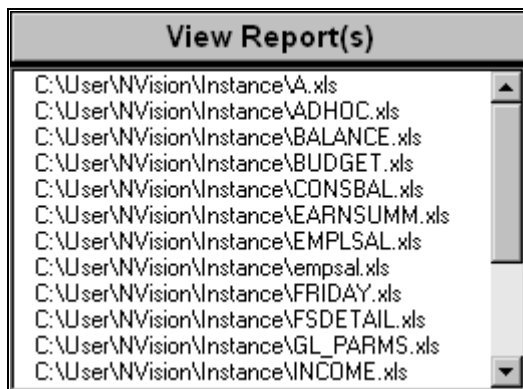 View Report(s)
C:\User\NVision\Instance\A.xls
C:\User\NVision\Instance\ADHOC.xls
C:\User\NVision\Instance\BALANCE.xls
C:\User\NVision\Instance\BUDGET.xls
C:\User\NVision\Instance\CONSBAL.xls
C:\User\NVision\Instance\EARNSUMM.xls
C:\User\NVision\Instance\EMPLSAL.xls
C:\User\NVision\Instance\empsal.xls
C:\User\NVision\Instance\FRIDAY.xls
C:\User\NVision\Instance\FSDETAIL.xls
C:\User\NVision\Instance\GL_PARMS.xls
C:\User\NVision\Instance\INCOME.xls